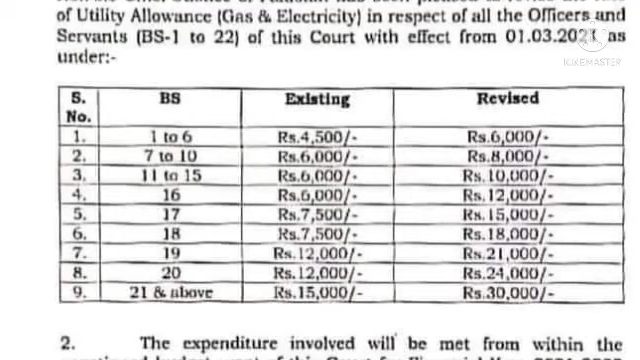 of Utility Allowance (Gas & Electricity) in respect of all the Officers and
Servants (BS-1 to 22) of this Court with effect from 01.03.2021 as
under:-
KINEMASTER
S. No. BS Existing Revised
1. 1 to 6 Rs.4,500/- Rs.6,000/-
2. 7 to 10 Rs.6,000/- Rs.8,000/-
3. 11 to 15 Rs.6,000/- Rs.10,000/-
4. 16 Rs.6,000/- Rs.12,000/-
5. 17 Rs.7,500/- Rs.15,000/-
6. 18 Rs.7,500/- Rs.18,000/-
7. 19 Rs.12,000/- Rs.21,000/-
8. 20 Rs.12,000/- Rs.24,000/-
9. 21 & above Rs.15,000/- Rs.30,000/-
2. The expenditure involved will be met from within the